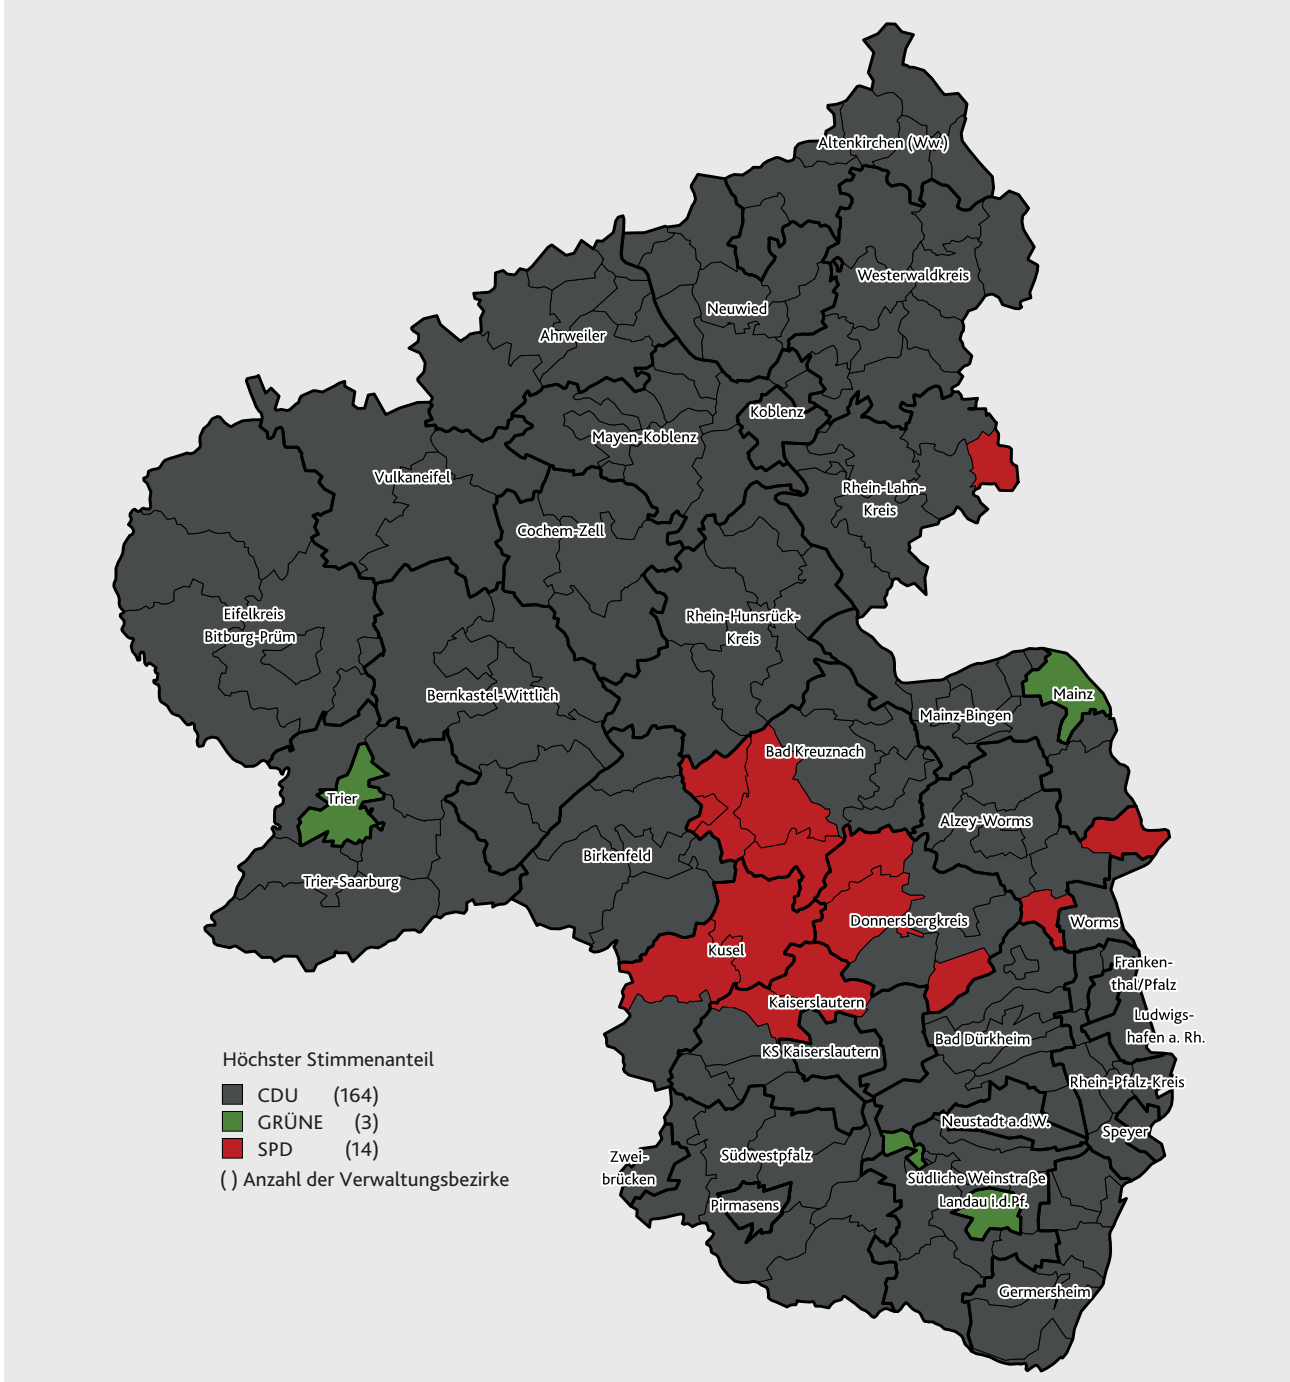 Altenkirchen (Ww.)
Westerwaldkreis
Neuwied
Ahrweiler
Koblenz
Mayen-Koblenz
Vulkaneifel
Rhein-Lahn-
Kreis
Cochem-Zell
Eifelkreis
Bitburg-Prüm
Rhein-Hunsrück-
Kreis
Bernkastel-Wittlich
Mainz
Mainz-Bingen
Bad Kreuznach
Trier
Alzey-Worms
Birkenfeld
Trier-Saarburg
Donnersbergkreis
Worms
Kusel
Franken-
thal/Pfalz
Kaiserslautern
Ludwigs-
hafen a. Rh.
Bad Dürkheim
KS Kaiserslautern
Rhein-Pfalz-Kreis
Neustadt a.d.W.
Speyer
Südwestpfalz
Zwei-
brücken
Südliche Weinstraße
Landau i.d.Pf.
Pirmasens
Germersheim
Höchster Stimmenanteil
CDU (164)
GRÜNE (3)
SPD (14)
( ) Anzahl der Verwaltungsbezirke